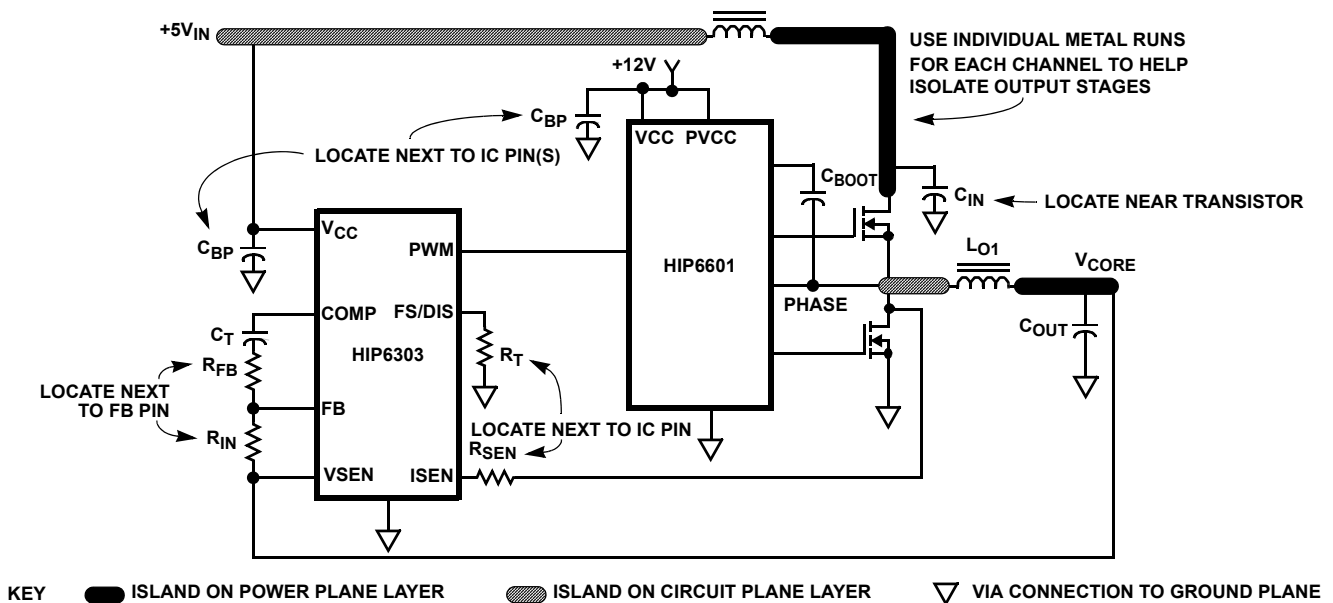 +5VIN
USE INDIVIDUAL METAL RUNS
FOR EACH CHANNEL TO HELP
ISOLATE OUTPUT STAGES
+12V
CBP
VCC PVCC
LOCATE NEXT TO IC PIN(S)
CBOOT
CIN
LOCATE NEAR TRANSISTOR
CBP
VCC
PWM
HIP6601
LO1
VCORE
PHASE
COMP
FS/DIS
COUT
CT
HIP6303
RT
RFB
LOCATE NEXT
TO FB PIN
FB
RIN
LOCATE NEXT TO IC PIN
RSEN
VSEN
ISEN
KEY
ISLAND ON POWER PLANE LAYER
ISLAND ON CIRCUIT PLANE LAYER
VIA CONNECTION TO GROUND PLANE